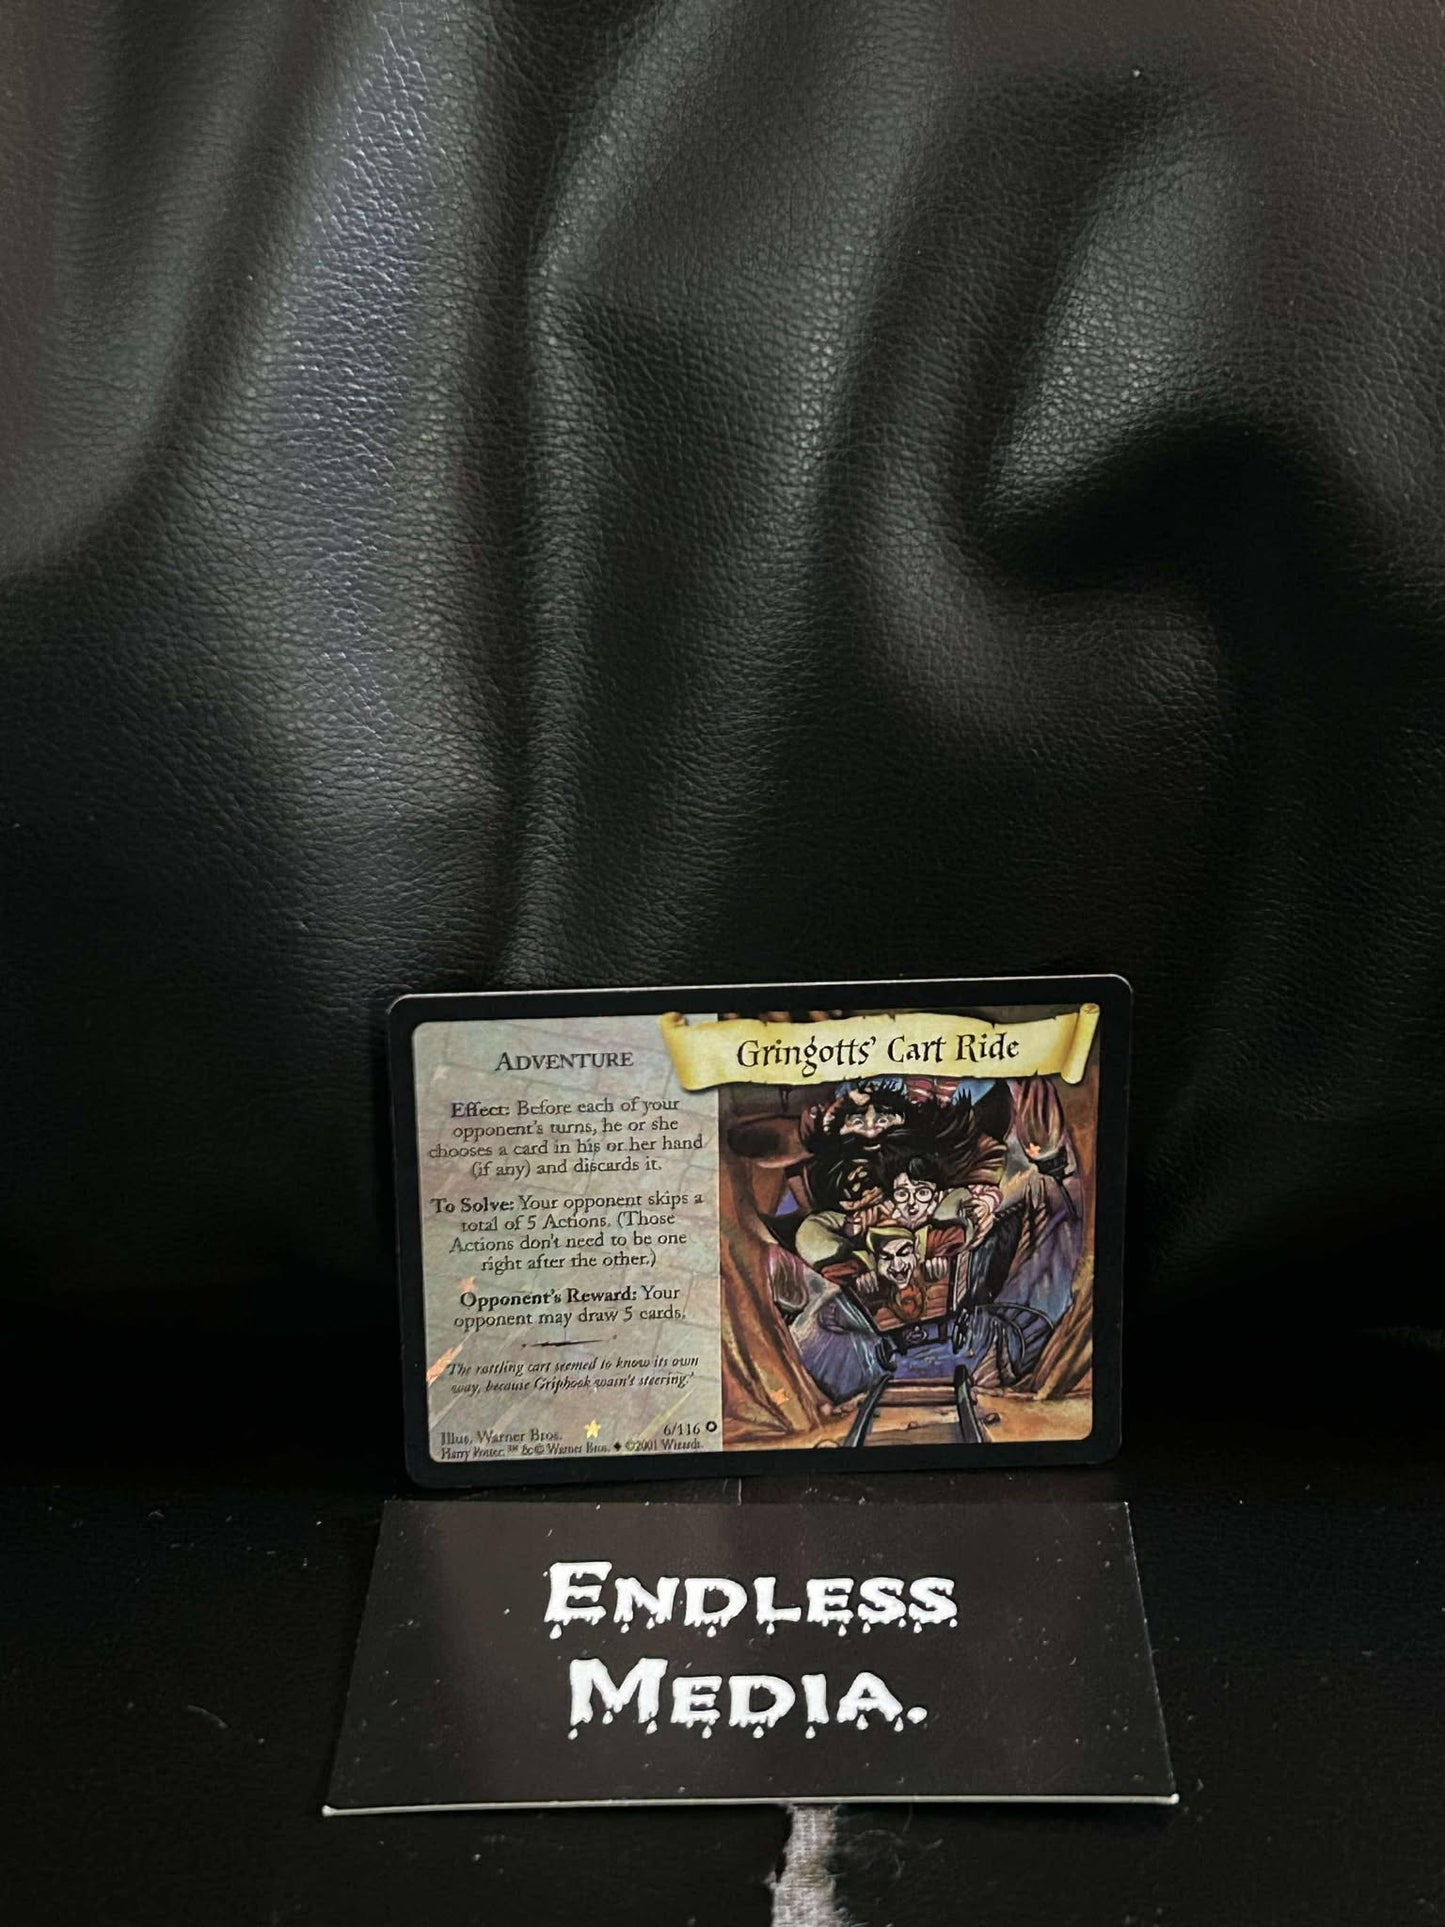 Gringotts' Cart Ride
ADVENTURE
Effect: Before each of your
opponent's turns, he or she
chooses a card in his or her hand
(if any) and discards it.
To Solve: Your opponent skips a
total of 5 Actions. (Those
Actions don't need to be one
right after the other.)
Opponent's Reward: Your
opponent may draw 5 cards.
'The rattling cart seemed to know its own
way, because Griphook wasn't steering.'
Illus. Warner Bros.
6/116
Harry Potter, ™ & © Warner Bros. ◆ ©2001 Wizards.
ENDLESS
MEDIA.